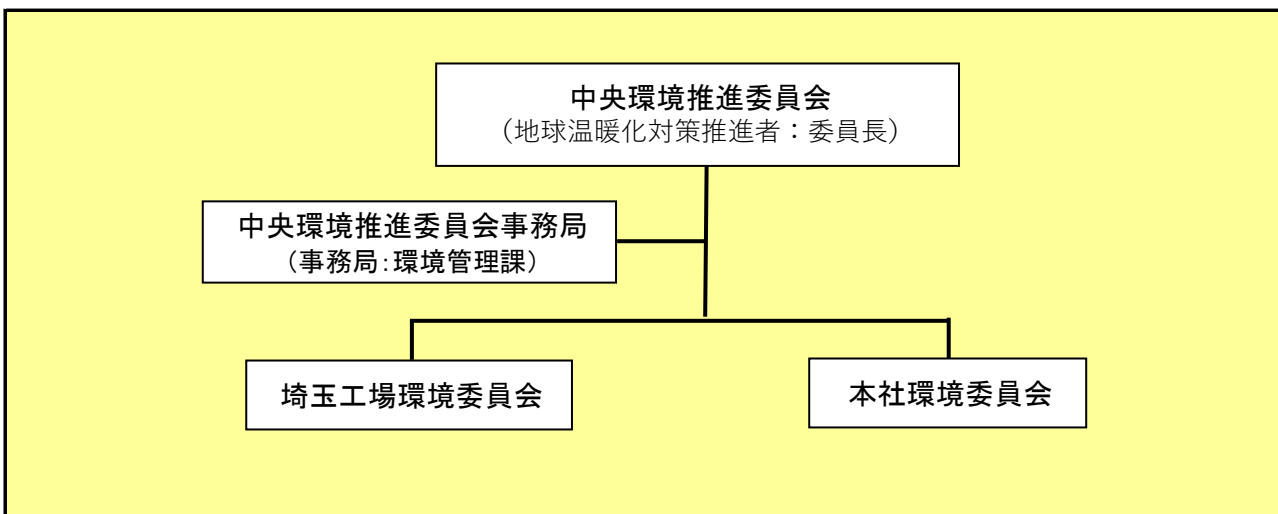 中央環境推進委員会
（地球温暖化対策推進者：委員長）
中央環境推進委員会事務局
（事務局：環境管理課）
埼玉工場環境委員会
本社環境委員会